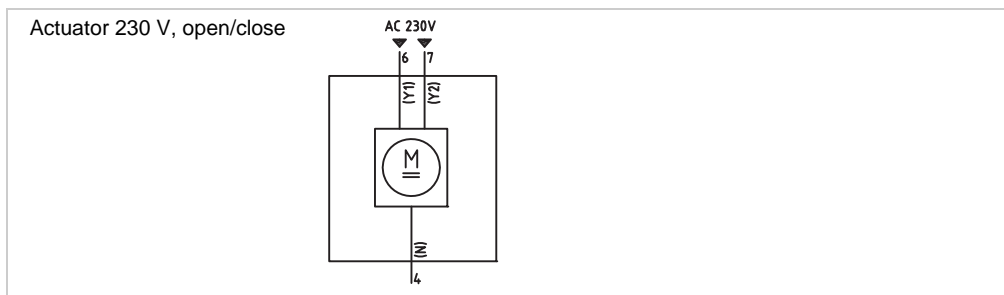 Actuator 230 V, open/close
AC 230V
6 7
(Y1) (Y2)
M
(N)
4